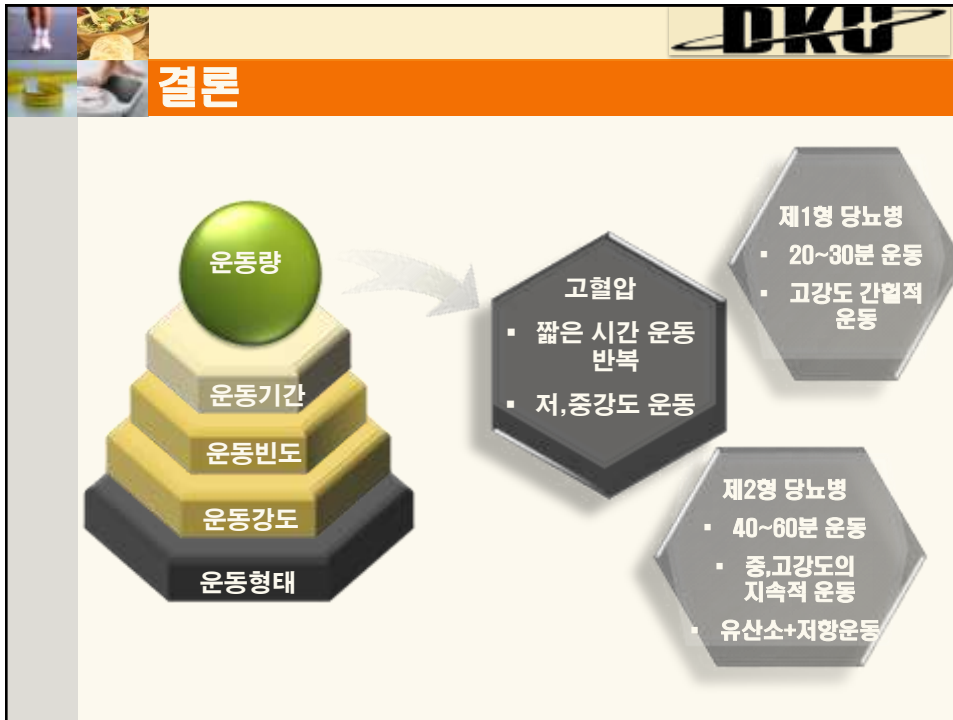 DKU
결론
운동량
운동기간
운동빈도
운동강도
운동형태
고혈압
▪ 짧은 시간 운동
반복
▪ 저,중강도 운동
제1형 당뇨병
▪ 20~30분 운동
▪ 고강도 간헐적
운동
제2형 당뇨병
▪ 40~60분 운동
▪ 중,고강도의
지속적 운동
▪ 유산소+저항운동